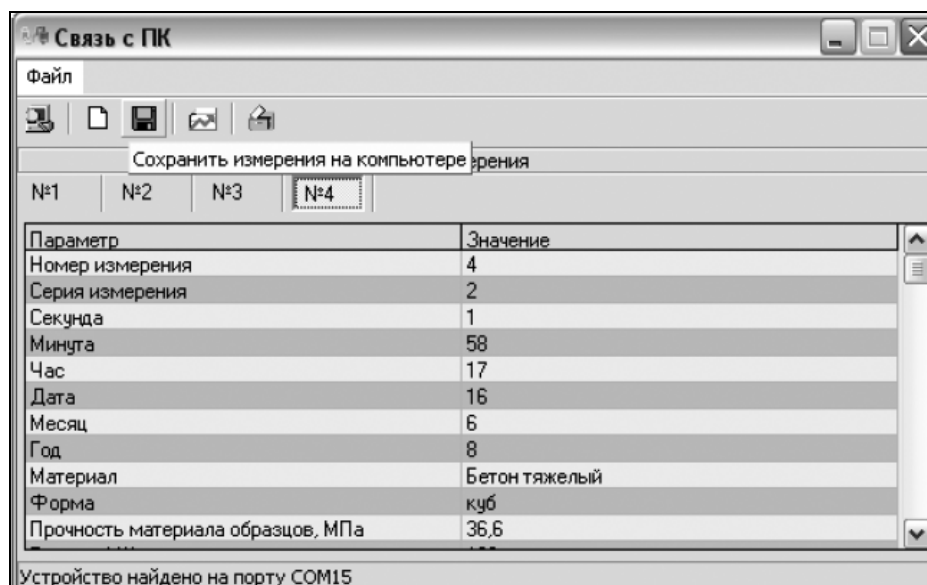 Связь с ПК
Файл
Сохранить измерения на компьютере
№1 №2 №3 №4
Параметр Значение
Номер измерения 4
Серия измерения 2
Секунда 1
Минута 58
Час 17
Дата 16
Месяц 6
Год 8
Материал Бетон тяжелый
Форма куб
Прочность материала образцов, МПа 36,6
Устройство найдено на порту COM15